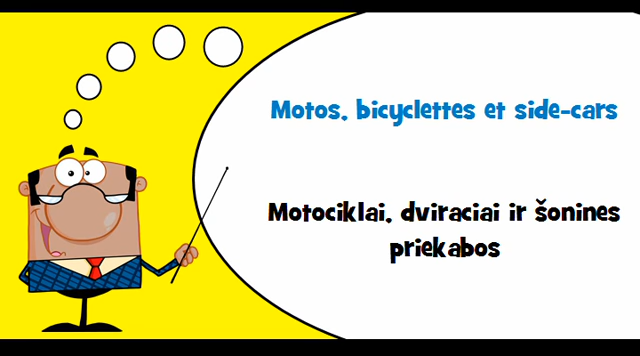 Motos, bicyclettes et side-cars
Motociklai, dviraciai ir šonines
priekabos